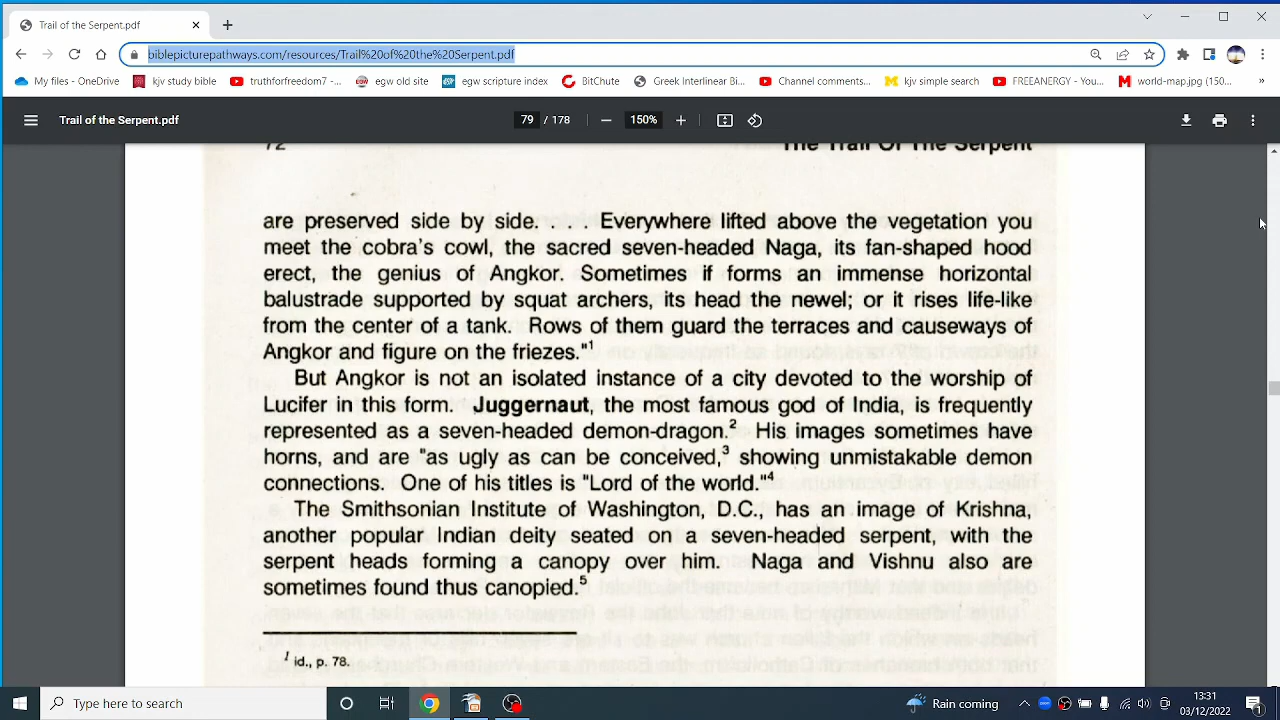 Trail of the Serpent.pdf
biblepicturepathways.com/resources/Trail%20of%20the%20Serpent.pdf
My files - OneDrive
kjv study bible
truthforfreedom7 -...
egw old site
egw scripture index
BitChute
Greek Interlinear Bi...
Channel comments...
kjv simple search
FREEANERGY - You...
world-map.jpg (150...
Trail of the Serpent.pdf
79 / 178
150%
72 The Trail Of The Serpent
are preserved side by side. . . . Everywhere lifted above the vegetation you
meet the cobra's cowl, the sacred seven-headed Naga, its fan-shaped hood
erect, the genius of Angkor. Sometimes if forms an immense horizontal
balustrade supported by squat archers, its head the newel; or it rises life-like
from the center of a tank. Rows of them guard the terraces and causeways of
Angkor and figure on the friezes."1
But Angkor is not an isolated instance of a city devoted to the worship of
Lucifer in this form. Juggernaut, the most famous god of India, is frequently
represented as a seven-headed demon-dragon.2 His images sometimes have
horns, and are "as ugly as can be conceived,3 showing unmistakable demon
connections. One of his titles is "Lord of the world."4
The Smithsonian Institute of Washington, D.C., has an image of Krishna,
another popular Indian deity seated on a seven-headed serpent, with the
serpent heads forming a canopy over him. Naga and Vishnu also are
sometimes found thus canopied.5
1 id., p. 78.
Type here to search
Rain coming
13:31
03/12/2022